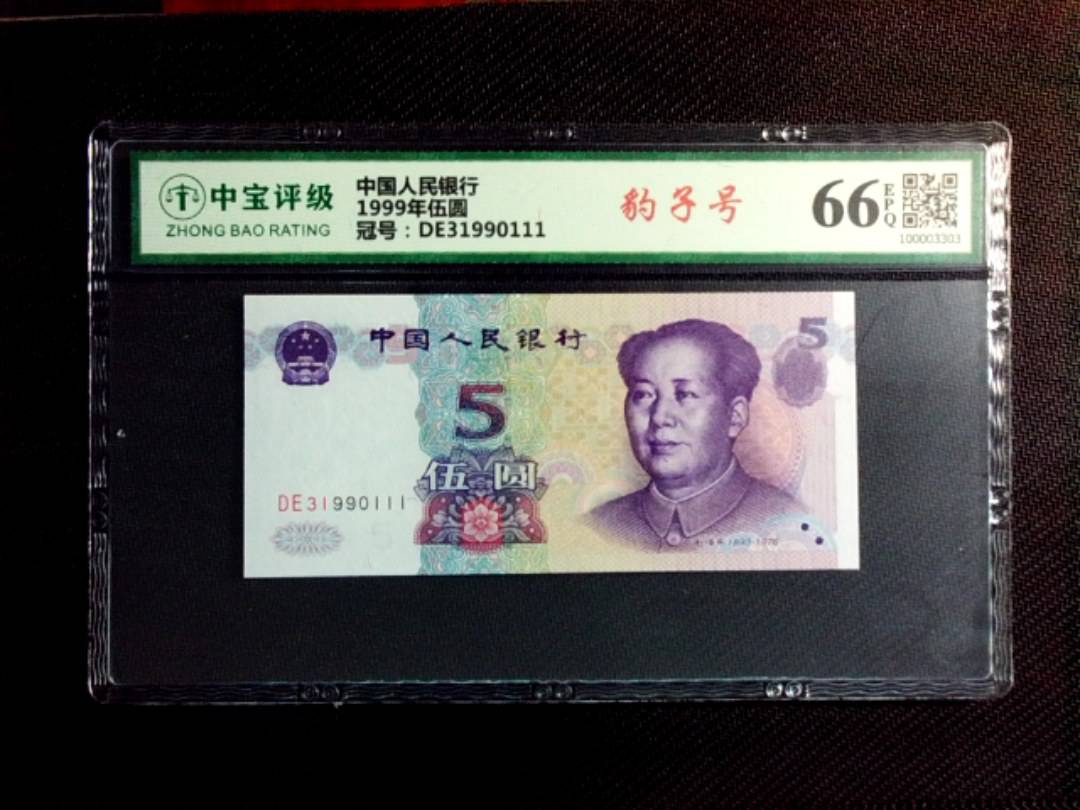 中宝评级
ZHONG BAO RATING
中国人民银行
1999年伍圆
冠号：DE31990111
豹子号
66
EPQ
100003303
中国人民银行
5
5
伍圆
DE31990111
1893-1976